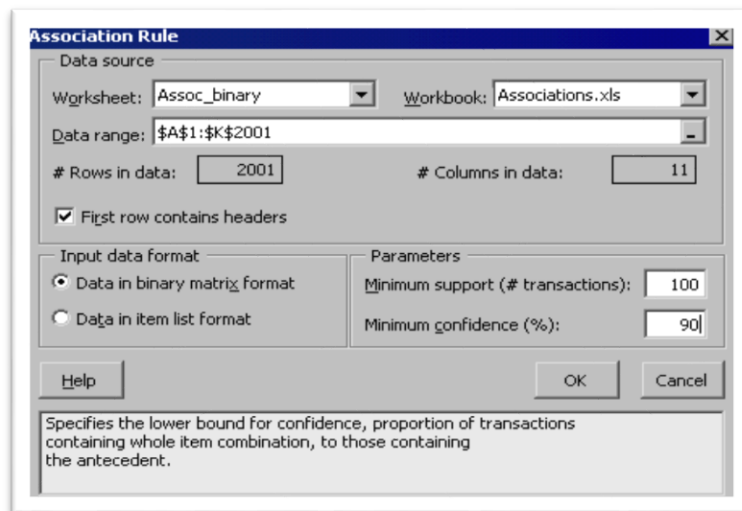 Association Rule
Data source
Worksheet: Assoc_binary Workbook: Associations.xls
Data range: $A$1:$K$2001
# Rows in data: 2001 # Columns in data: 11
First row contains headers
Input data format Parameters
Data in binary matrix format Minimum support (# transactions): 100
Data in item list format Minimum confidence (%): 90
Help OK Cancel
Specifies the lower bound for confidence, proportion of transactions
containing whole item combination, to those containing
the antecedent.